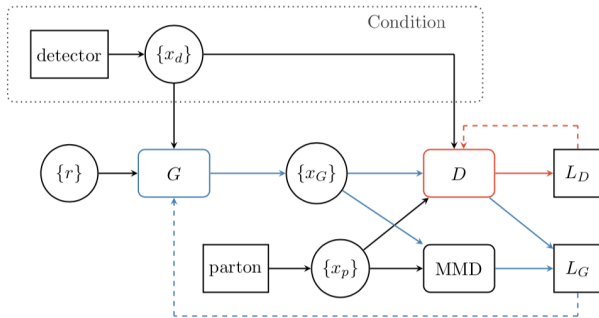 Condition
detector
{x_d}
{r}
G
{x_G}
D
L_D
parton
{x_p}
MMD
L_G